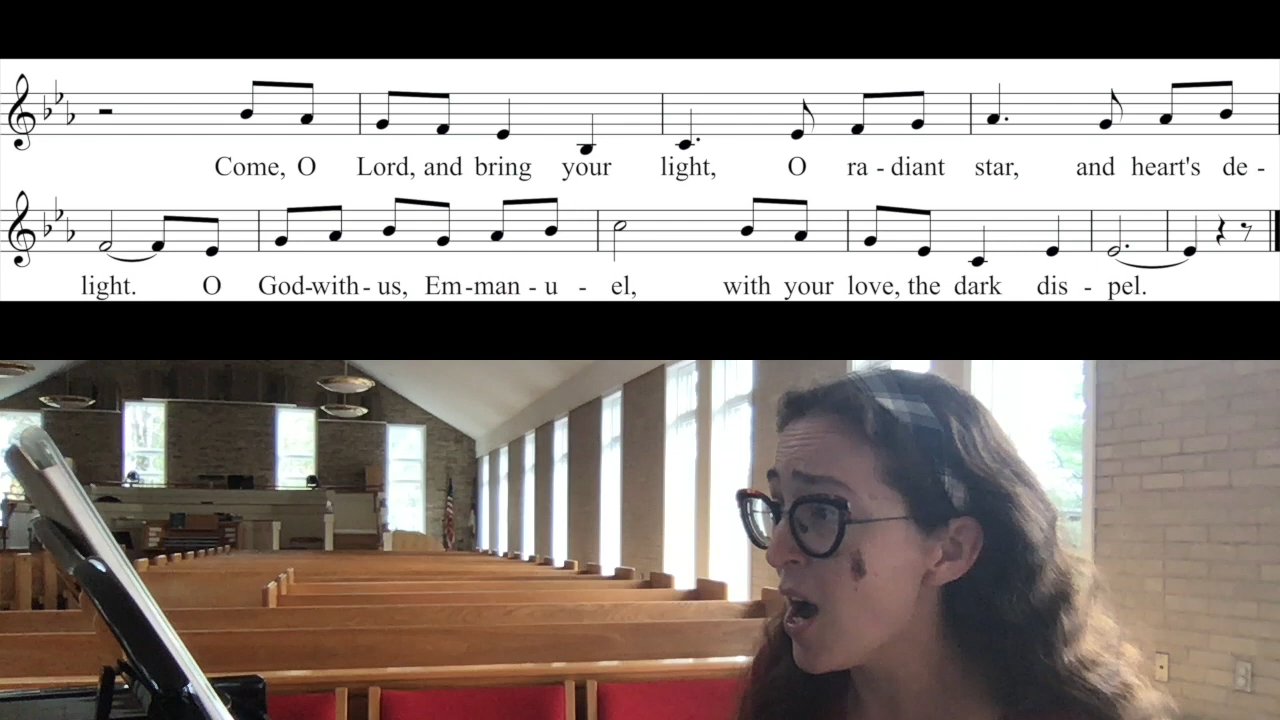 Come, O Lord, and bring your light, O ra - diant star, and heart's de -
light. O God-with - us, Em-man - u - el, with your love, the dark dis - pel.